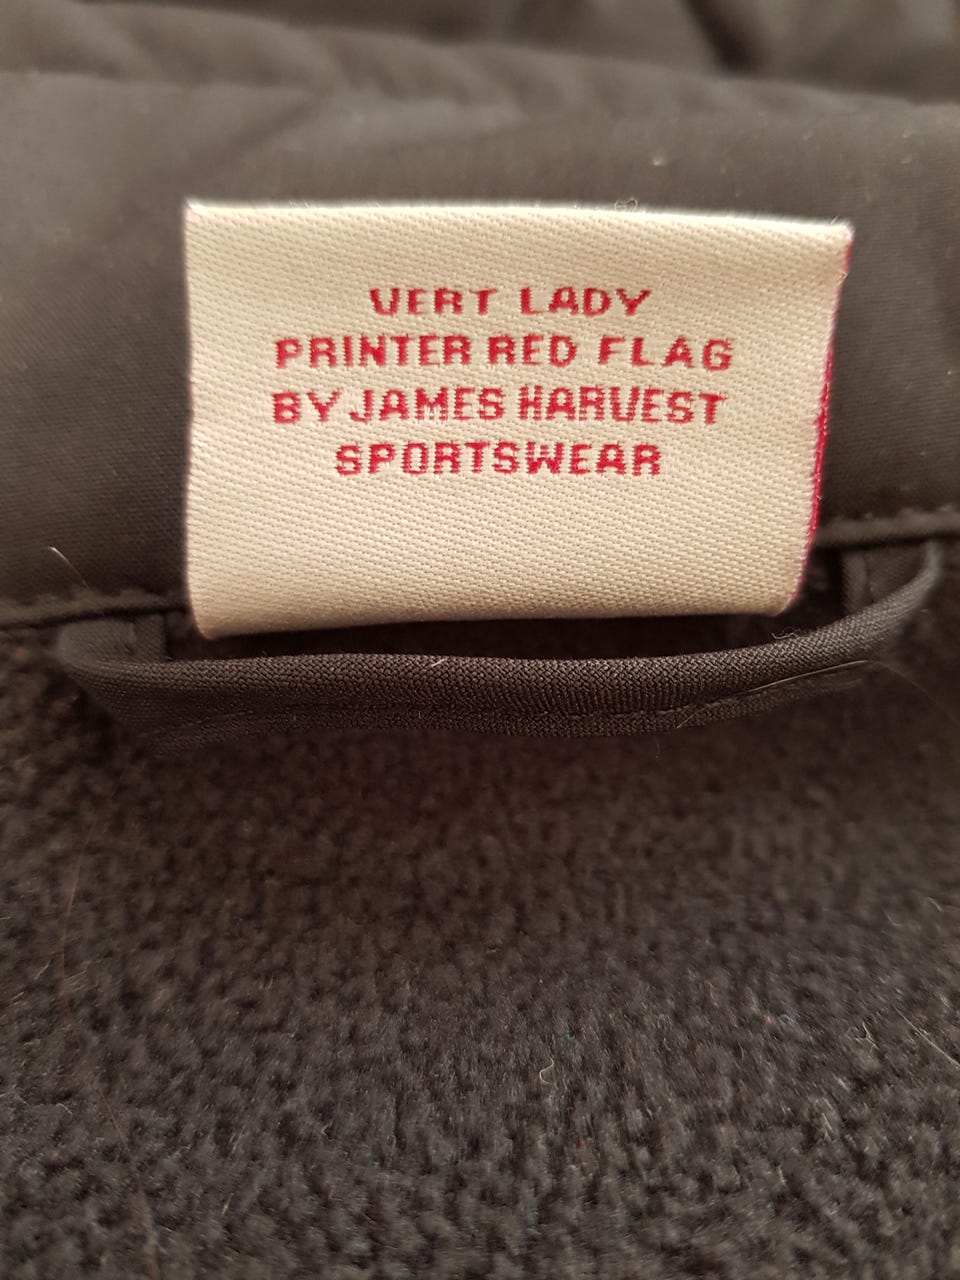 VERT LADY
PRINTER RED FLAG
BY JAMES HARVEST
SPORTSWEAR